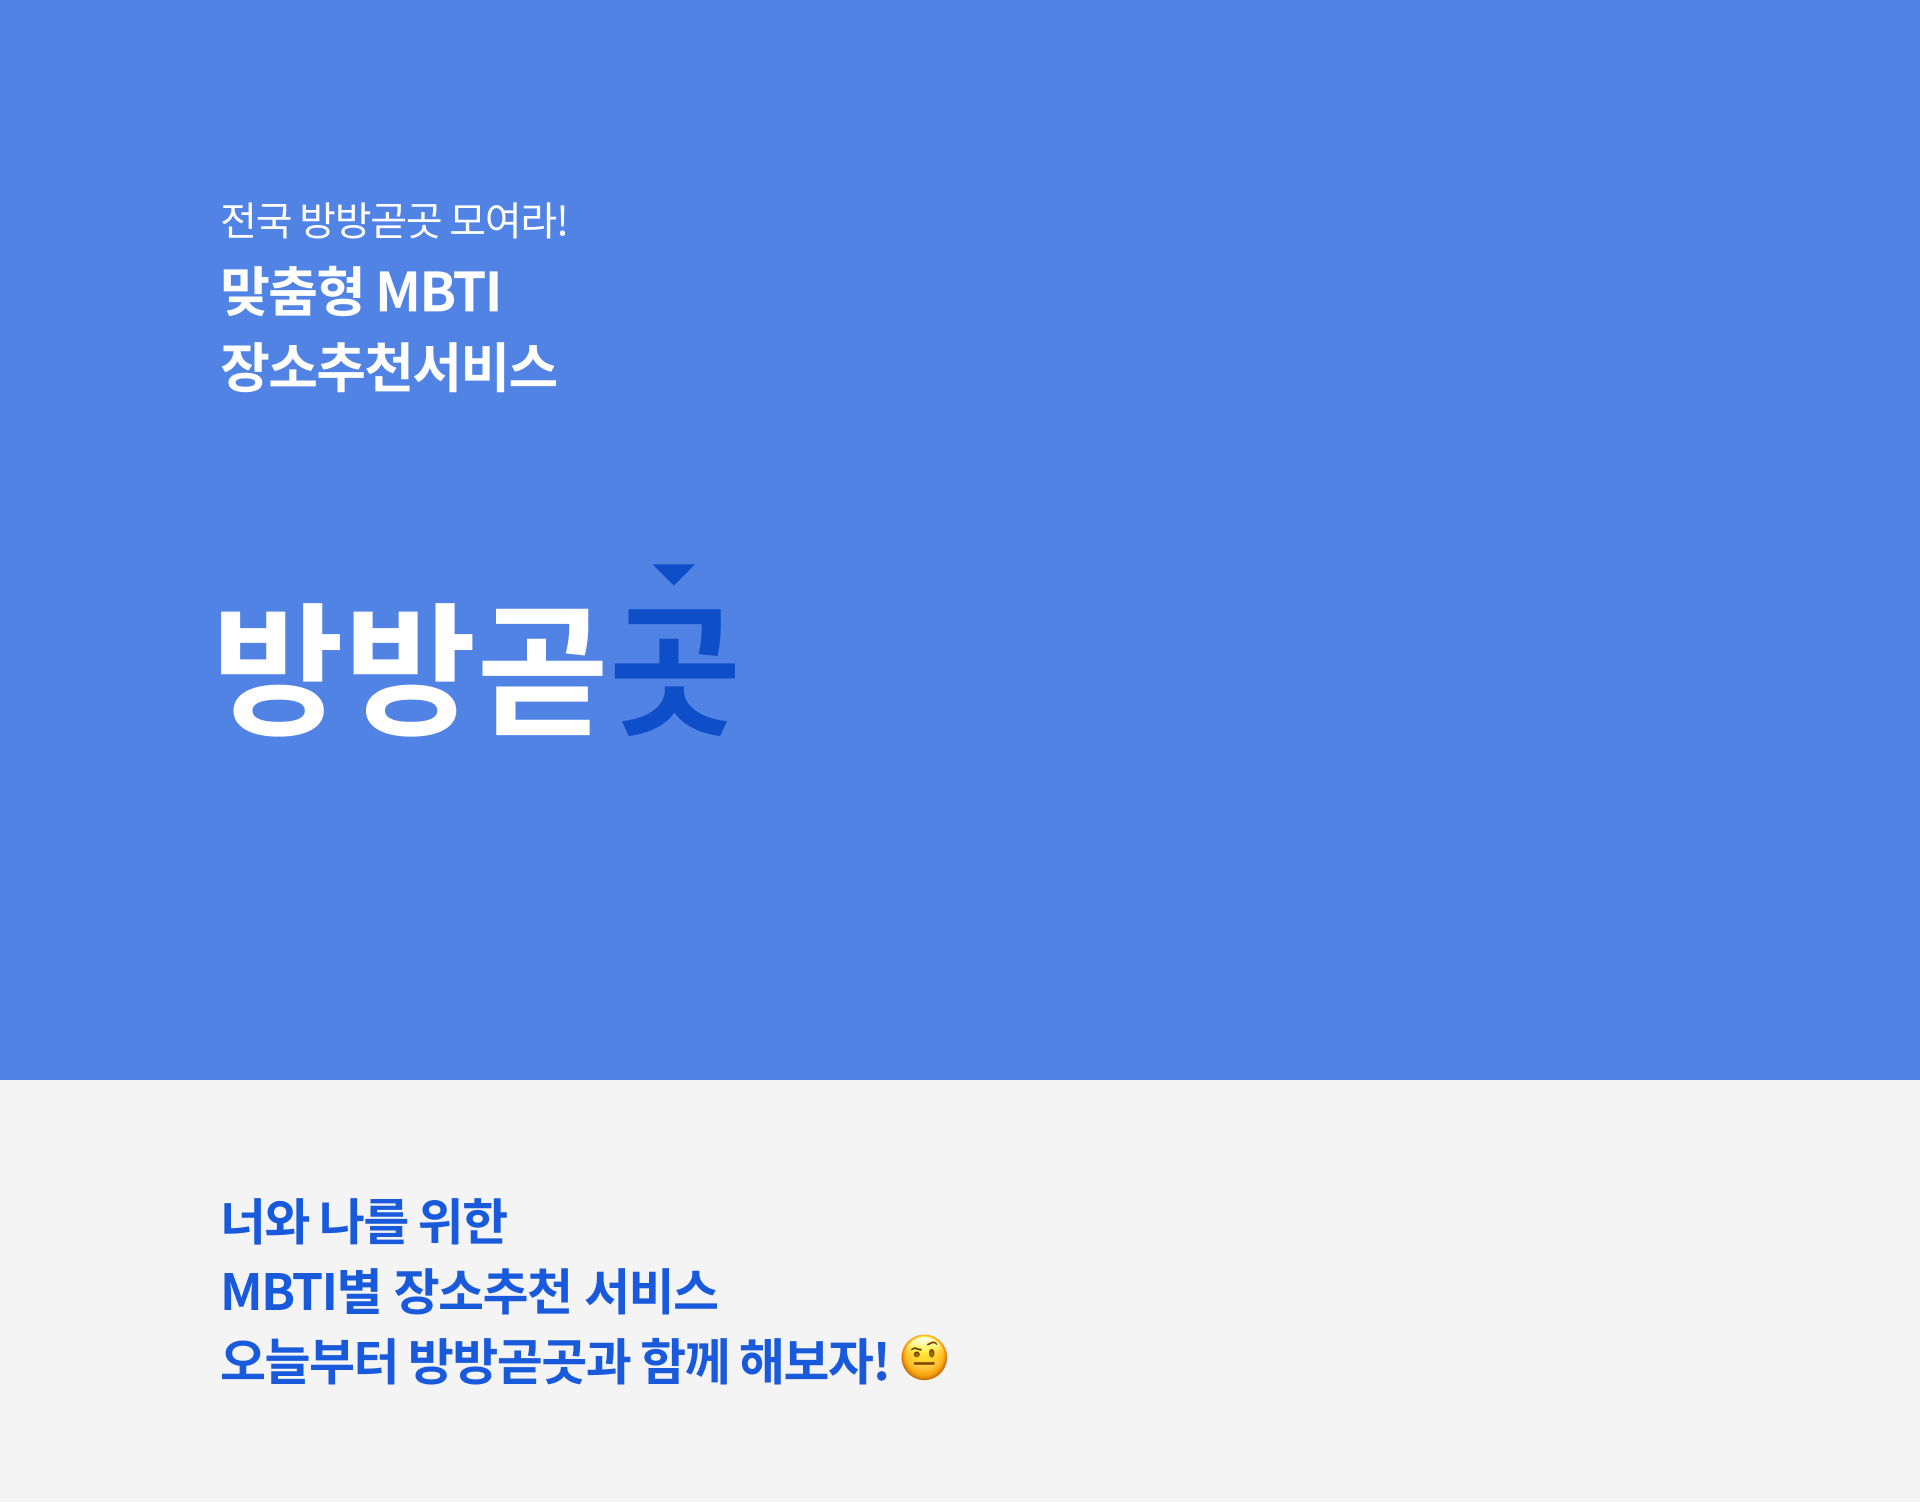 전국 방방곧곳 모여라!
맞춤형 MBTI
장소추천서비스
방방곧곳
너와 나를 위한
MBTI별 장소추천 서비스
오늘부터 방방곧곳과 함께 해보자! 🤨